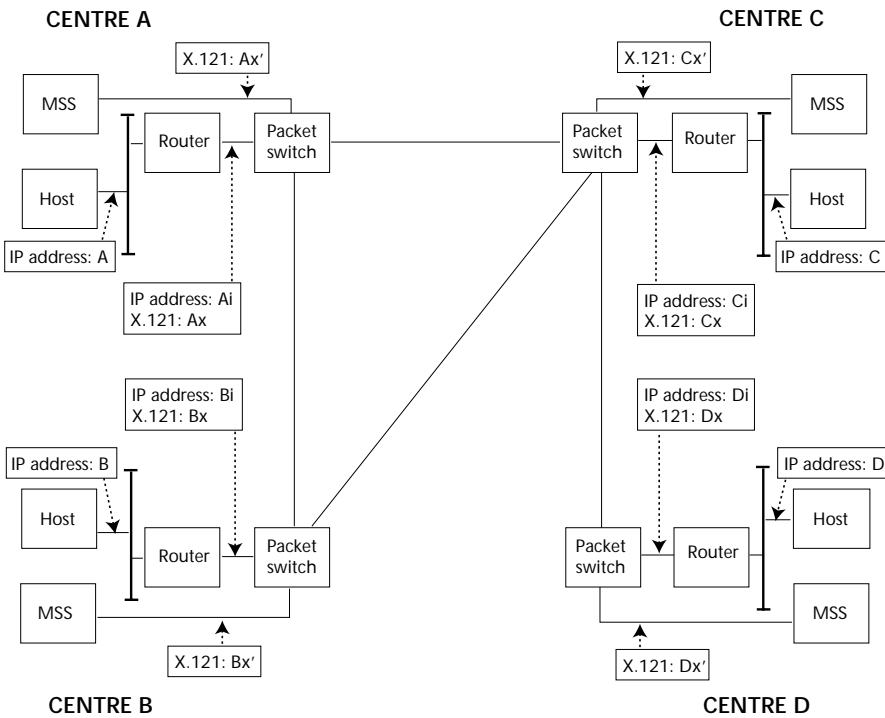 CENTRE A
CENTRE C
X.121: Ax′
X.121: Cx′
MSS
Router
Packet
switch
Packet
switch
Router
MSS
Host
Host
IP address: A
IP address: C
IP address: Ai
X.121: Ax
IP address: Ci
X.121: Cx
IP address: Bi
X.121: Bx
IP address: Di
X.121: Dx
IP address: B
IP address: D
Host
Router
Packet
switch
Packet
switch
Router
Host
MSS
MSS
X.121: Bx′
X.121: Dx′
CENTRE B
CENTRE D